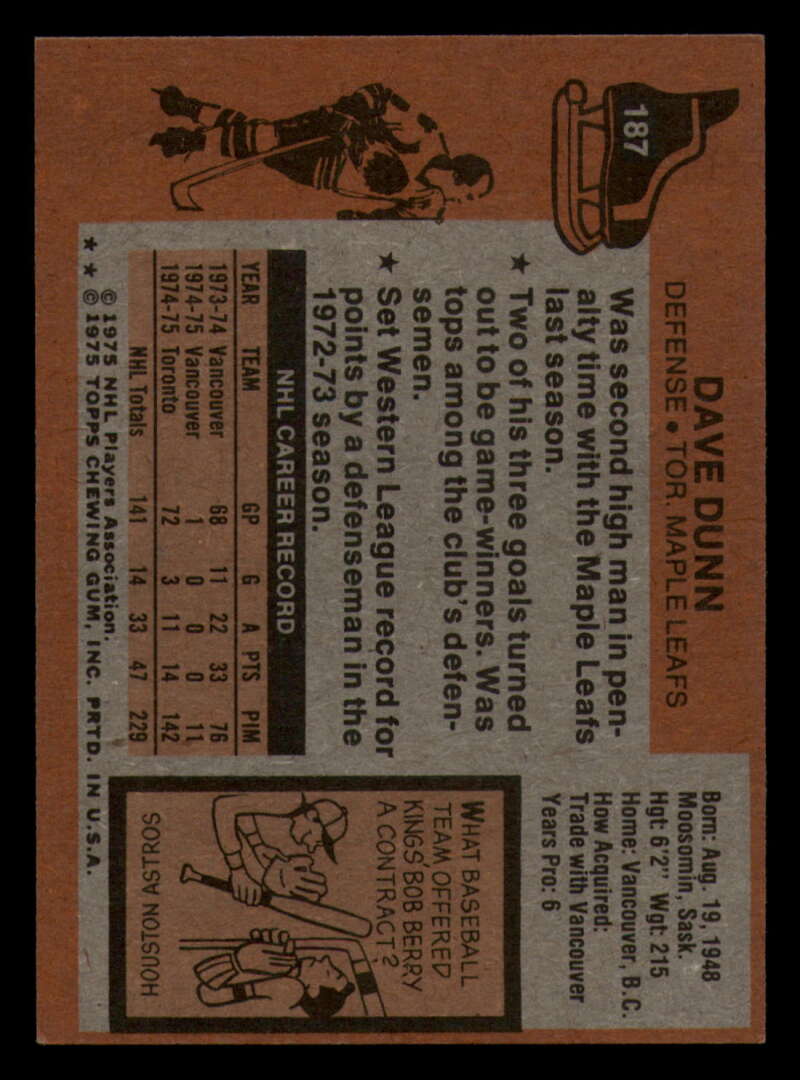 187
DAVE DUNN
DEFENSE • TOR. MAPLE LEAFS
Was second high man in pen-
alty time with the Maple Leafs
last season.
★ Two of his three goals turned
out to be game-winners. Was
tops among the club's defen-
semen.
★ Set Western League record for
points by a defenseman in the
1972-73 season.
NHL CAREER RECORD
YEAR TEAM GP G A PTS PIM
1973-74 Vancouver 68 11 22 33 76
1974-75 Vancouver 1 0 0 0 11
1974-75 Toronto 72 3 11 14 142
NHL Totals 141 14 33 47 229
© 1975 NHL Players Association.
★ ★ © 1975 TOPPS CHEWING GUM, INC. PRTD. IN U.S.A.
Born: Aug. 19, 1948
Moosomin, Sask.
Hgt: 6'2" Wgt: 215
Home: Vancouver, B.C.
How Acquired:
Trade with Vancouver
Years Pro: 6
WHAT BASEBALL
TEAM OFFERED
KINGS' BOB BERRY
A CONTRACT?
HOUSTON ASTROS